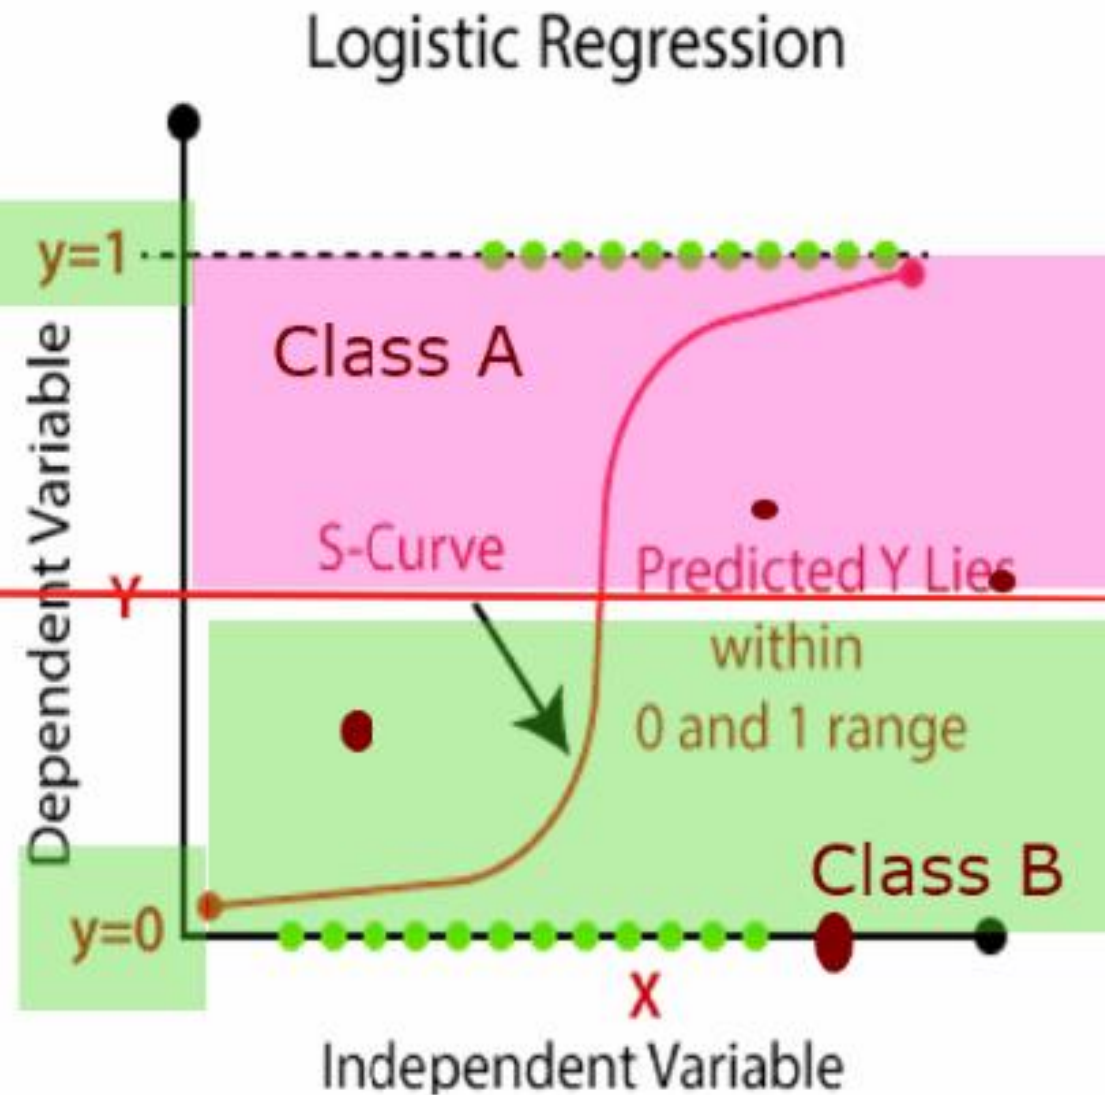 Logistic Regression
y=1
Class A
Dependent Variable
S-Curve
Predicted Y Lies
Y
within
0 and 1 range
Class B
y=0
X
Independent Variable